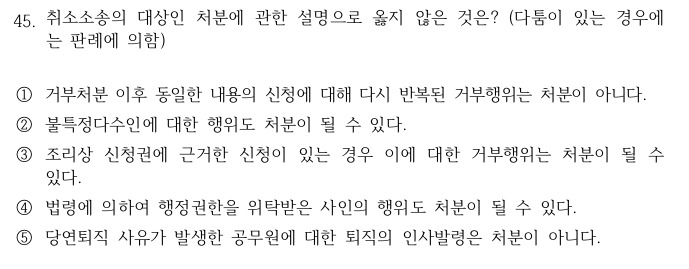 45. 취소소송의 대상인 처분에 관한 설명으로 옳지 않은 것은? (다툼이 있는 경우에
는 판례에 의함)
① 거부처분 이후 동일한 내용의 신청에 대해 다시 반복된 거부행위는 처분이 아니다.
② 불특정다수인에 대한 행위도 처분이 될 수 있다.
③ 조리상 신청권에 근거한 신청이 있는 경우 이에 대한 거부행위는 처분이 될 수
있다.
④ 법령에 의하여 행정권한을 위탁받은 사인의 행위도 처분이 될 수 있다.
⑤ 당연퇴직 사유가 발생한 공무원에 대한 퇴직의 인사발령은 처분이 아니다.